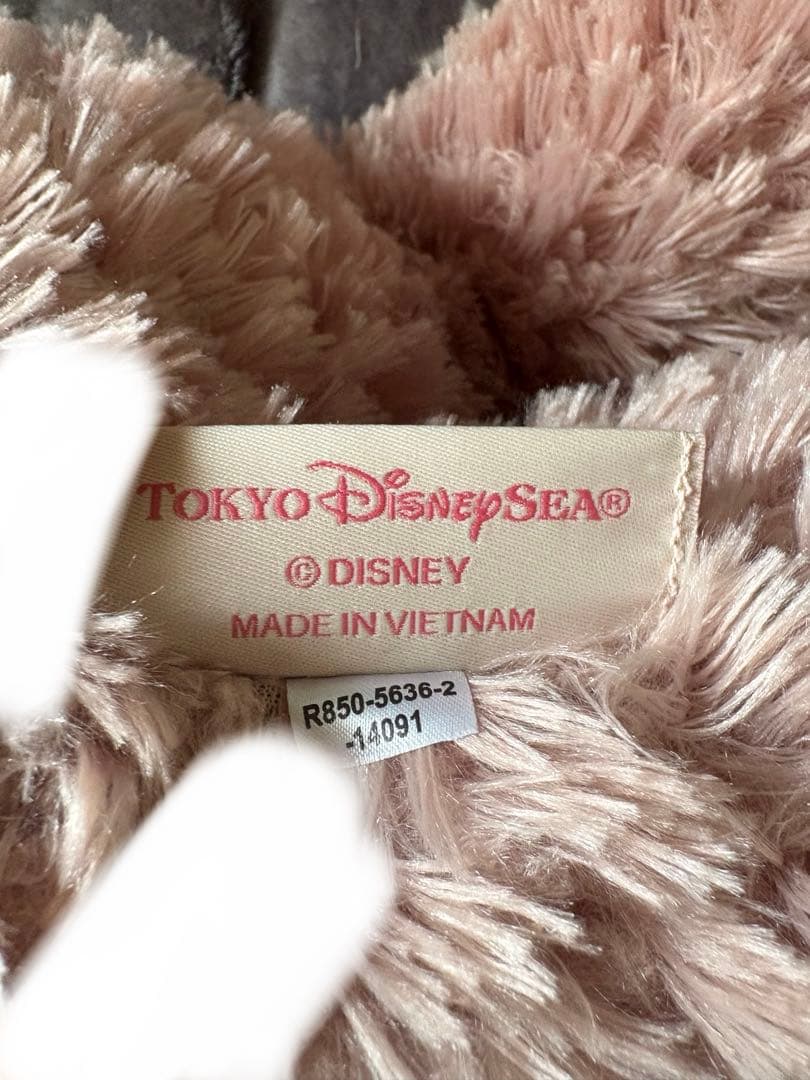 TOKYO DISNEYSEA®
© DISNEY
MADE IN VIETNAM
R850-5636-2
-14091